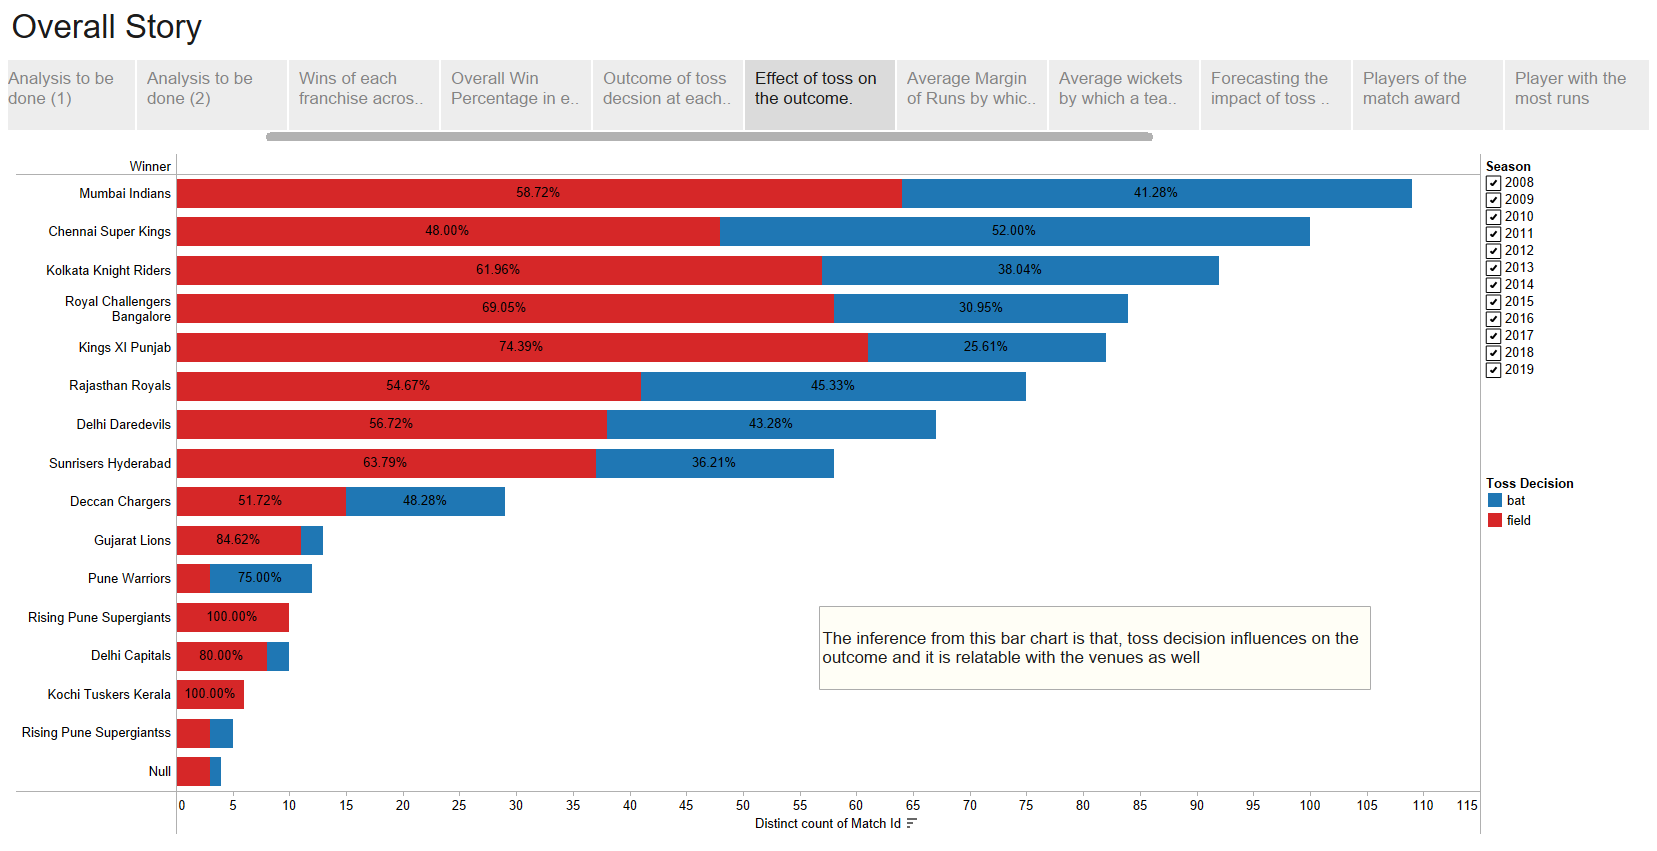 Overall Story
Analysis to be
done (1)
Analysis to be
done (2)
Wins of each
franchise acros..
Overall Win
Percentage in e..
Outcome of toss
decsion at each..
Effect of toss on
the outcome.
Average Margin
of Runs by whic..
Average wickets
by which a tea..
Forecasting the
impact of toss ..
Players of the
match award
Player with the
most runs
Winner
Mumbai Indians 58.72% 41.28%
Chennai Super Kings 48.00% 52.00%
Kolkata Knight Riders 61.96% 38.04%
Royal Challengers
Bangalore 69.05% 30.95%
Kings XI Punjab 74.39% 25.61%
Rajasthan Royals 54.67% 45.33%
Delhi Daredevils 56.72% 43.28%
Sunrisers Hyderabad 63.79% 36.21%
Deccan Chargers 51.72% 48.28%
Gujarat Lions 84.62%
Pune Warriors 75.00%
Rising Pune Supergiants 100.00%
Delhi Capitals 80.00%
Kochi Tuskers Kerala 100.00%
Rising Pune Supergiantss
Null
The inference from this bar chart is that, toss decision influences on the
outcome and it is relatable with the venues as well
0 5 10 15 20 25 30 35 40 45 50 55 60 65 70 75 80 85 90 95 100 105 110 115
Distinct count of Match Id
Season
2008
2009
2010
2011
2012
2013
2014
2015
2016
2017
2018
2019
Toss Decision
bat
field